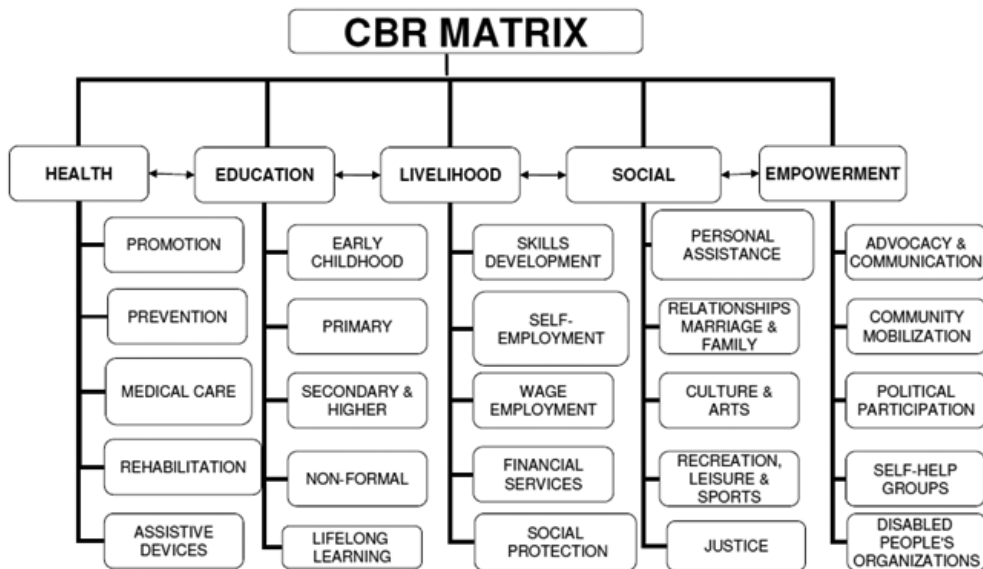 CBR MATRIX
HEALTH
EDUCATION
LIVELIHOOD
SOCIAL
EMPOWERMENT
PROMOTION
PREVENTION
MEDICAL CARE
REHABILITATION
ASSISTIVE
DEVICES
EARLY
CHILDHOOD
PRIMARY
SECONDARY &
HIGHER
NON-FORMAL
LIFELONG
LEARNING
SKILLS
DEVELOPMENT
SELF-
EMPLOYMENT
WAGE
EMPLOYMENT
FINANCIAL
SERVICES
SOCIAL
PROTECTION
PERSONAL
ASSISTANCE
RELATIONSHIPS
MARRIAGE &
FAMILY
CULTURE &
ARTS
RECREATION,
LEISURE &
SPORTS
JUSTICE
ADVOCACY &
COMMUNICATION
COMMUNITY
MOBILIZATION
POLITICAL
PARTICIPATION
SELF-HELP
GROUPS
DISABLED
PEOPLE'S
ORGANIZATIONS